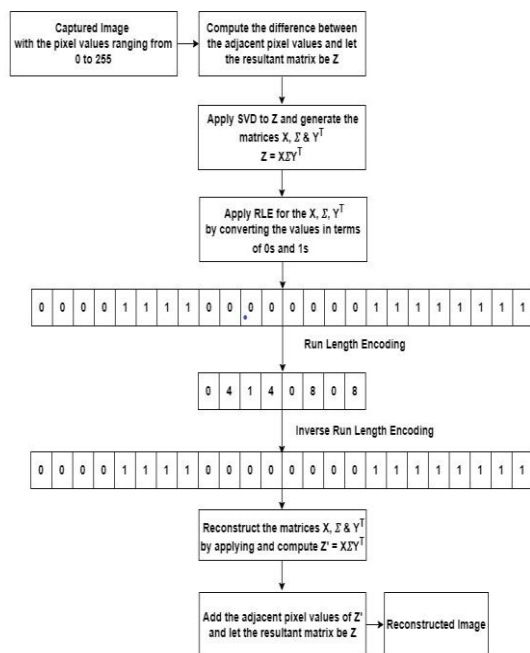 Captured Image
with the pixel values ranging from
0 to 255
Compute the difference between
the adjacent pixel values and let
the resultant matrix be Z
Apply SVD to Z and generate the
matrices X, Σ & Y^T
Z = XΣY^T
Apply RLE for the X, Σ, Y^T
by converting the values in terms
of 0s and 1s
0 0 0 0 1 1 1 1 0 0 0 0 0 0 0 0 1 1 1 1 1 1 1 1
Run Length Encoding
0 4 1 4 0 8 0 8
Inverse Run Length Encoding
0 0 0 0 1 1 1 1 0 0 0 0 0 0 0 0 1 1 1 1 1 1 1 1
Reconstruct the matrices X, Σ & Y^T
by applying and compute Z' = XΣY^T
Add the adjacent pixel values of Z'
and let the resultant matrix be Z
Reconstructed Image